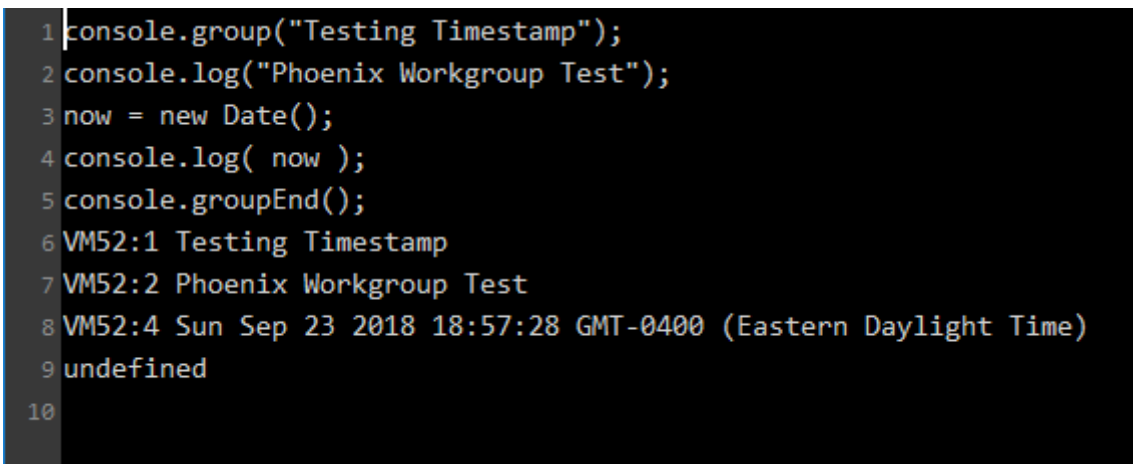 1 console.group("Testing Timestamp");
2 console.log("Phoenix Workgroup Test");
3 now = new Date();
4 console.log( now );
5 console.groupEnd();
6 VM52:1 Testing Timestamp
7 VM52:2 Phoenix Workgroup Test
8 VM52:4 Sun Sep 23 2018 18:57:28 GMT-0400 (Eastern Daylight Time)
9 undefined
10